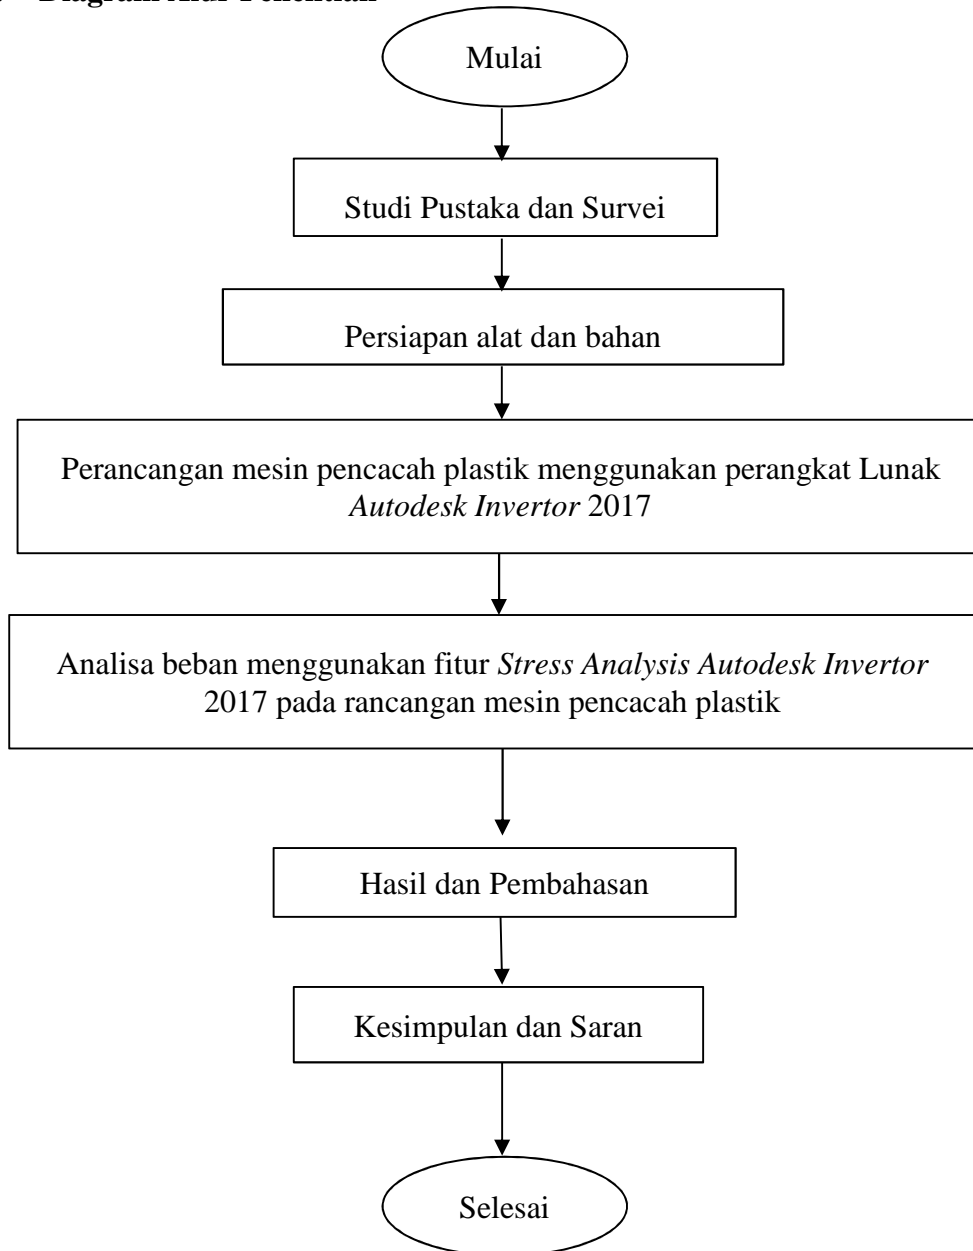 Diagram Alur Penelitian
Mulai
Studi Pustaka dan Survei
Persiapan alat dan bahan
Perancangan mesin pencacah plastik menggunakan perangkat Lunak
Autodesk Invertor 2017
Analisa beban menggunakan fitur Stress Analysis Autodesk Invertor
2017 pada rancangan mesin pencacah plastik
Hasil dan Pembahasan
Kesimpulan dan Saran
Selesai